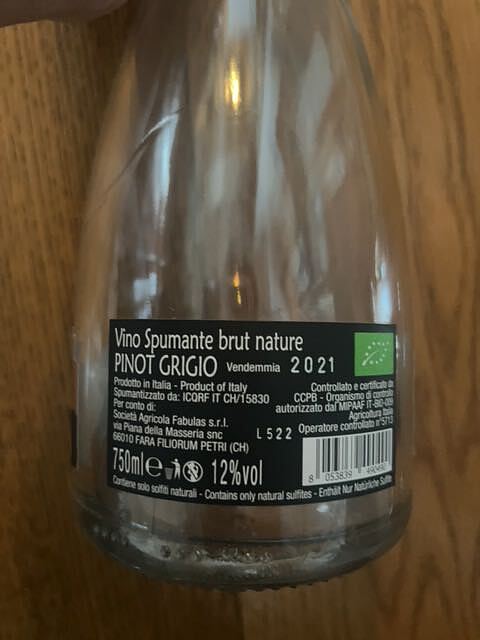 Vino Spumante brut nature
PINOT GRIGIO Vendemmia 2021
Prodotto in Italia - Product of Italy
Spumantizzato da: ICQRF IT CH/15830
Per conto di:
Società Agricola Fabulas s.r.l.
via Piana della Masseria snc
66010 FARA FILIORUM PETRI (CH)
L522
Controllato e certificato da
CCPB - Organismo di controllo
autorizzato dal MIPAAF IT-BIO-009
Agricoltura Italia
Operatore controllato n°5713
750ml e 12%vol
8 053839 490490
Contiene solo solfiti naturali - Contains only natural sulfites - Enthält Nur Natürliche Sulfite